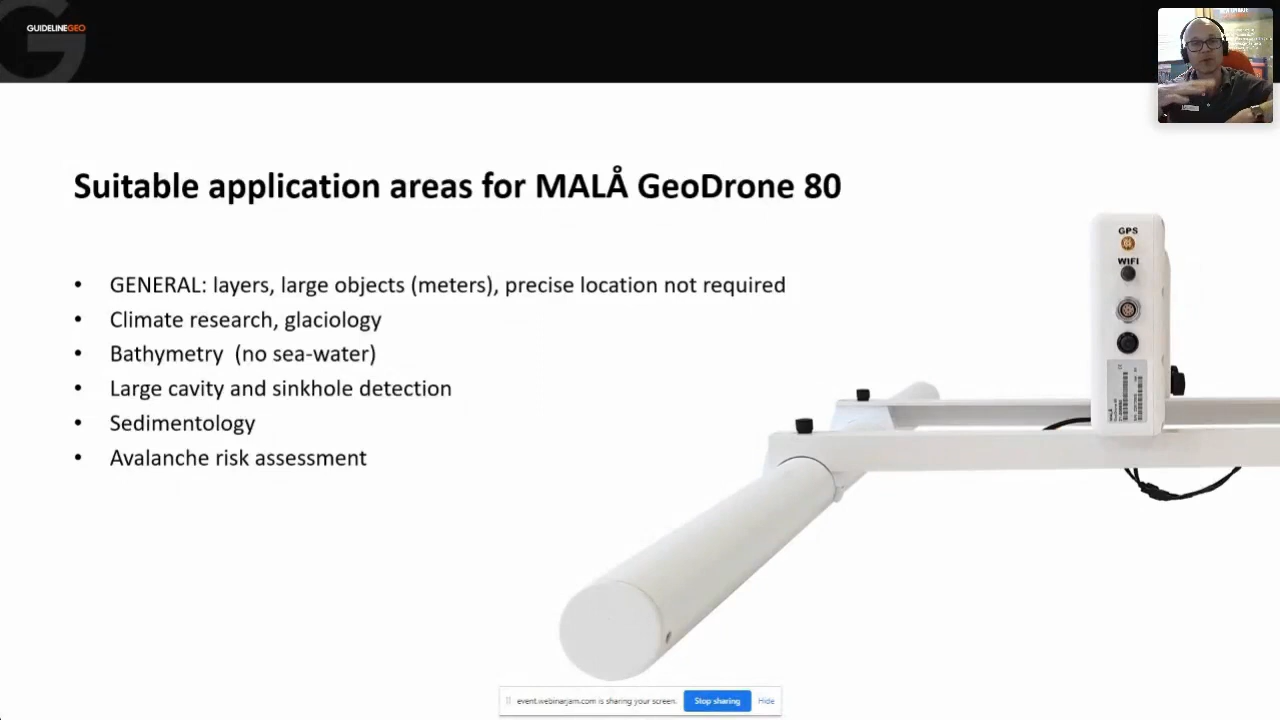 GUIDELINEGEO
Suitable application areas for MALÅ GeoDrone 80
• GENERAL: layers, large objects (meters), precise location not required
• Climate research, glaciology
• Bathymetry (no sea-water)
• Large cavity and sinkhole detection
• Sedimentology
• Avalanche risk assessment
GPS
WIFI
event.webinarjam.com is sharing your screen.
Stop sharing
Hide